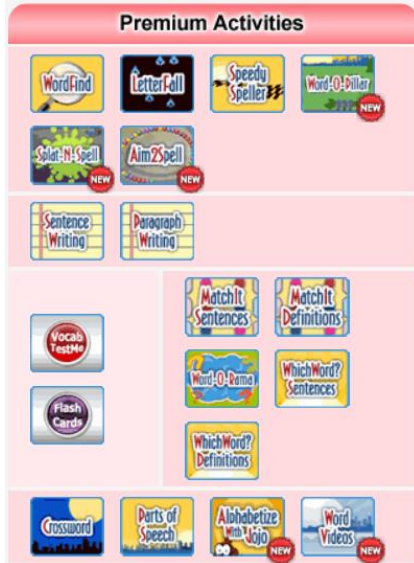 Premium Activities
WordFind
LetterFall
Speedy
Speller
Word-O-Pillar
NEW
Splat-N-Spell
NEW
Aim2Spell
NEW
Sentence
Writing
Paragraph
Writing
Vocab
TestMe
Flash
Cards
MatchIt
Sentences
MatchIt
Definitions
Word-O-Rama
WhichWord?
Sentences
WhichWord?
Definitions
Crossword
Parts of
Speech
Alphabetize
With Jojo
NEW
Word
Videos
NEW